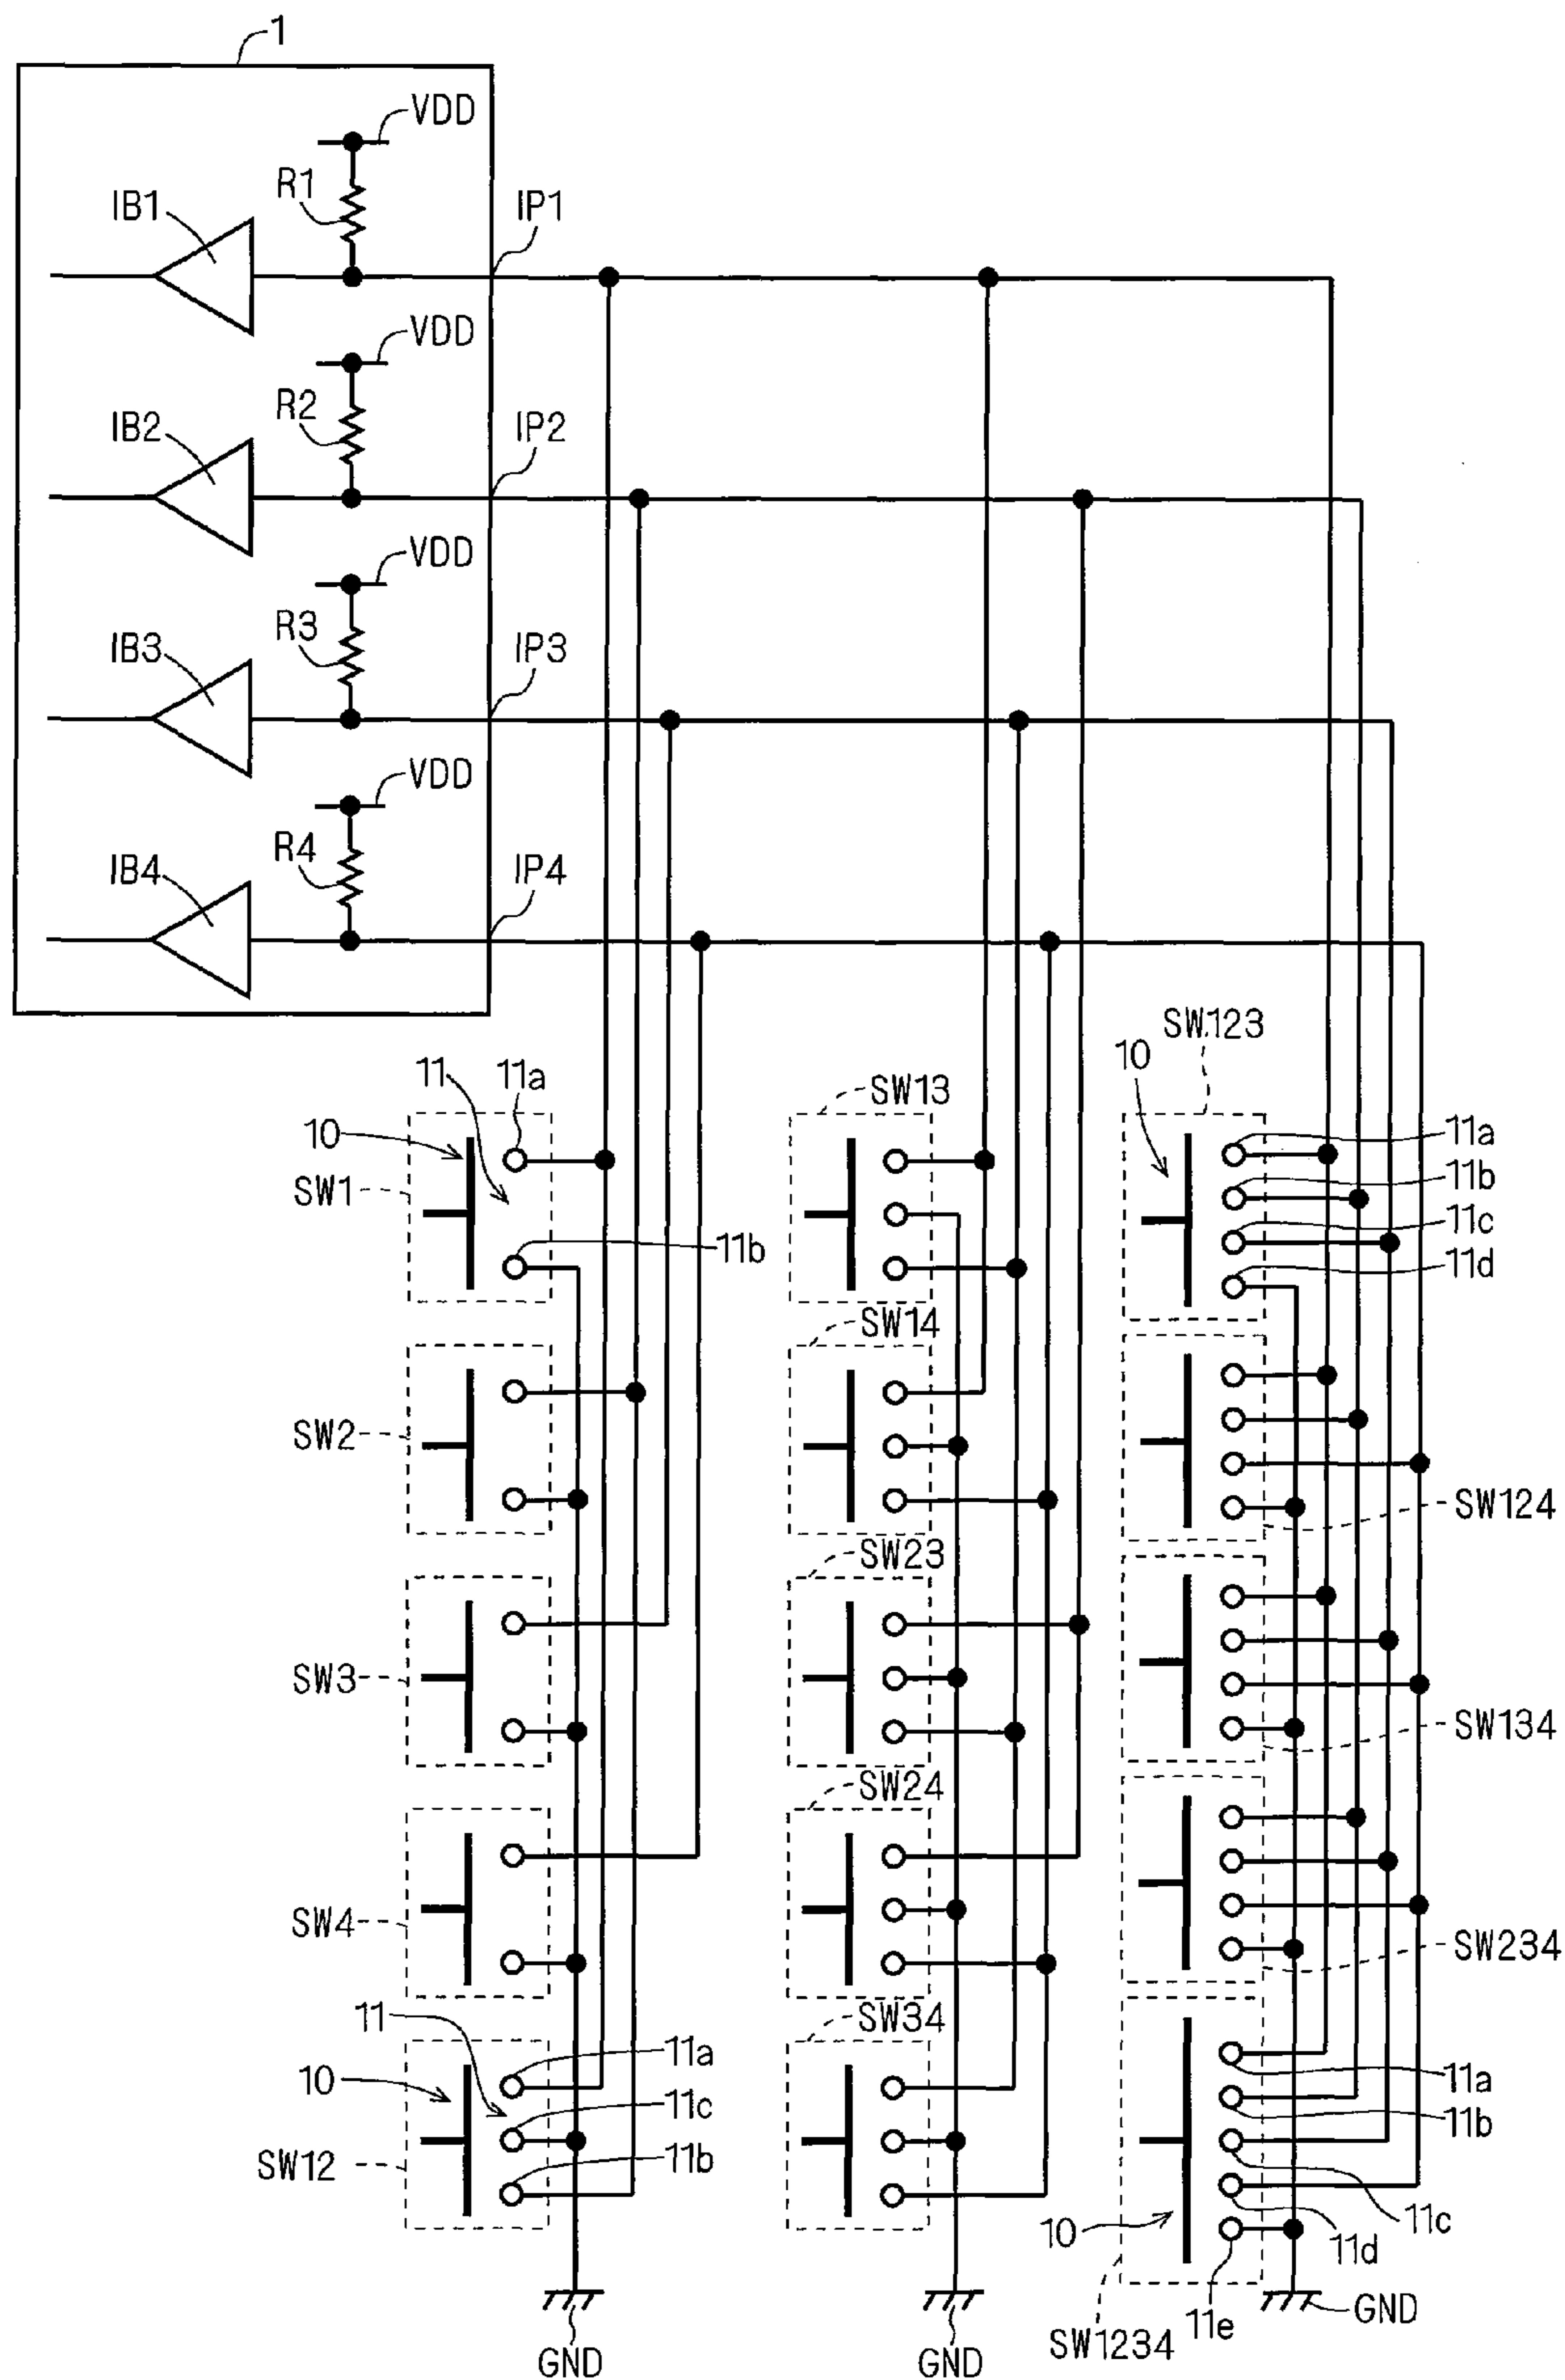 1
VDD
R1
IB1
IP1
VDD
R2
IB2
IP2
VDD
R3
IB3
IP3
VDD
R4
IB4
IP4
SW123
10
11
11a
SW13
10
SW1
11b
11a
11b
11c
11d
SW14
SW2
SW124
SW23
SW3
SW134
SW24
SW4
SW234
11
SW34
11a
10
11c
SW12
11b
11a
11b
11c
10
11d
11e
GND
SW1234
GND
GND